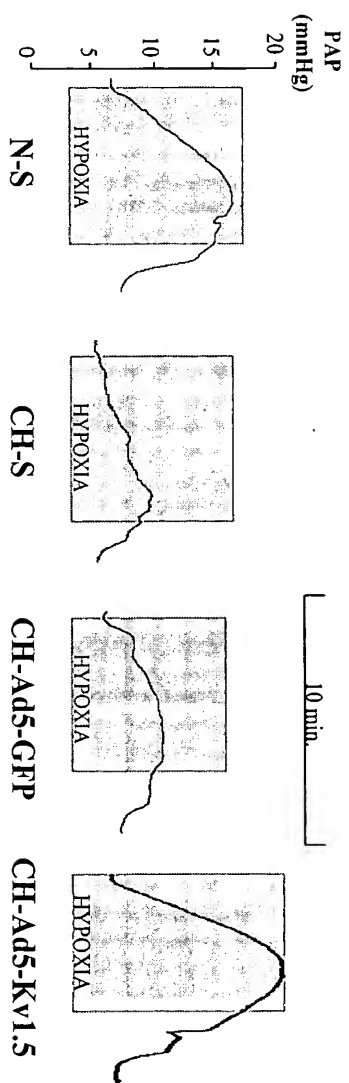 PAP
(mmHg)
20
15
10
5
0
10 min.
HYPOXIA
HYPOXIA
HYPOXIA
HYPOXIA
N-S
CH-S
CH-Ad5-GFP
CH-Ad5-Kv1.5